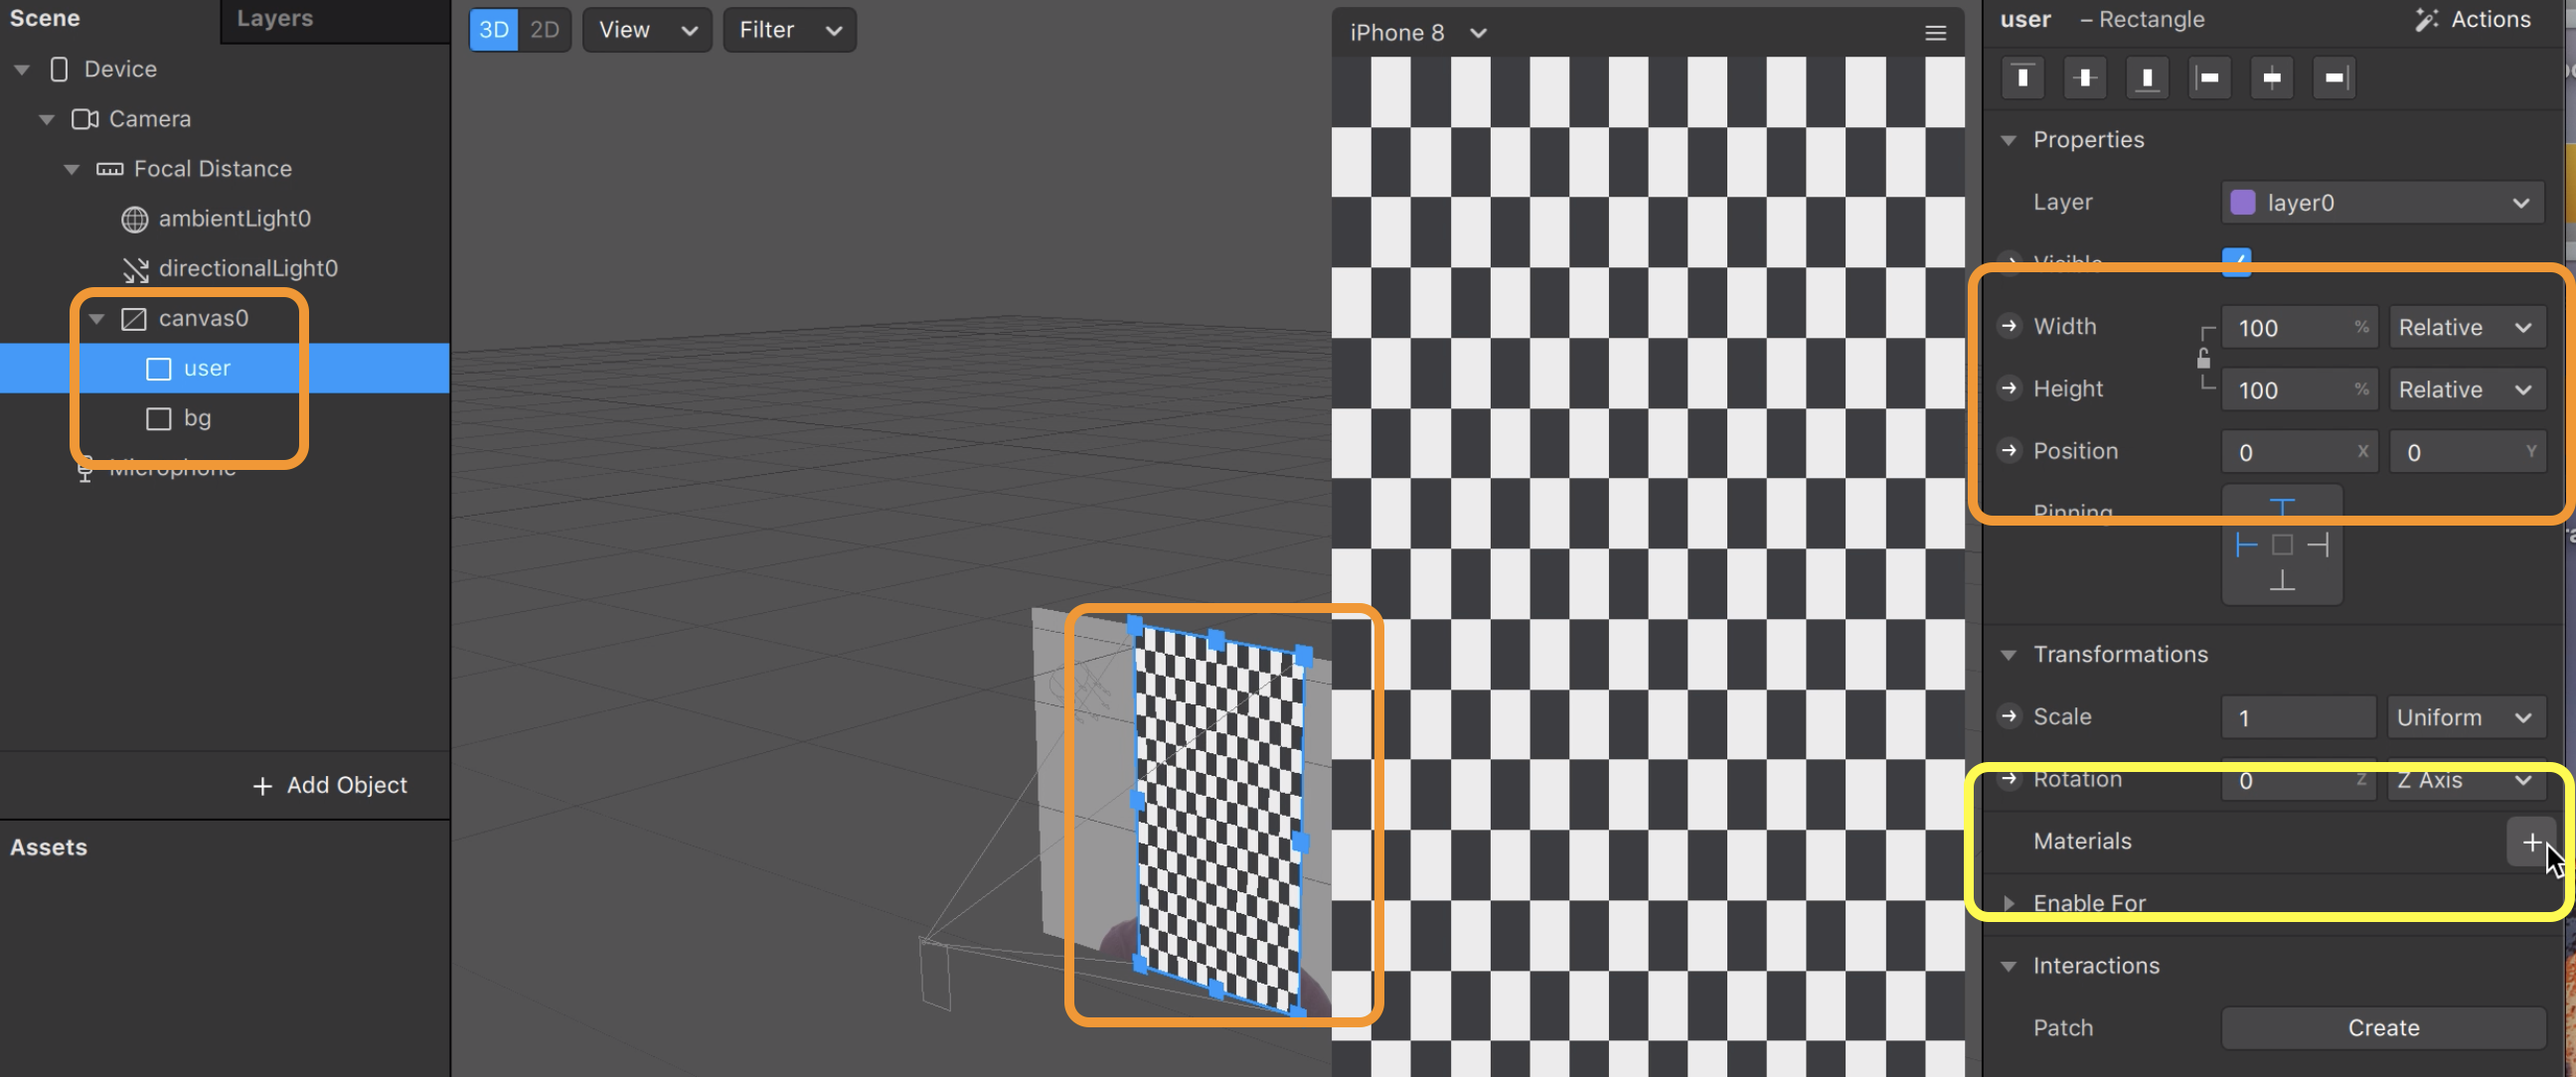 Scene
Layers
Device
Camera
Focal Distance
ambientLight0
directionalLight0
canvas0
user
bg
Microphone
+ Add Object
Assets
3D 2D View Filter
iPhone 8
user – Rectangle Actions
Properties
Layer layer0
Visible
Width 100 % Relative
Height 100 % Relative
Position 0 X 0 Y
Pinning
Transformations
Scale 1 Uniform
Rotation 0 Z Z Axis
Materials +
Enable For
Interactions
Patch Create